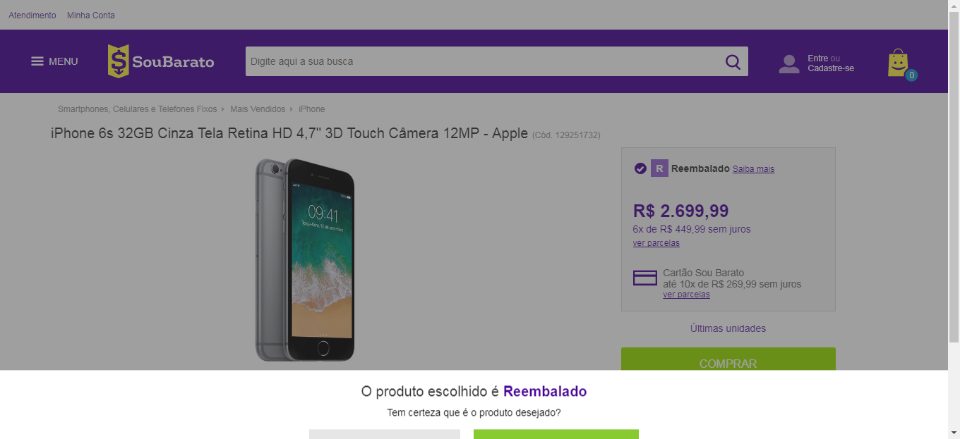 Atendimento Minha Conta
MENU
SouBarato
Digite aqui a sua busca
Entre ou
Cadastre-se
0
Smartphones, Celulares e Telefones Fixos › Mais Vendidos › iPhone
iPhone 6s 32GB Cinza Tela Retina HD 4,7" 3D Touch Câmera 12MP - Apple (Cód. 129251732)
R Reembalado Saiba mais
09:41
R$ 2.699,99
6x de R$ 449,99 sem juros
ver parcelas
Cartão Sou Barato
até 10x de R$ 269,99 sem juros
ver parcelas
Últimas unidades
COMPRAR
O produto escolhido é Reembalado
Tem certeza que é o produto desejado?